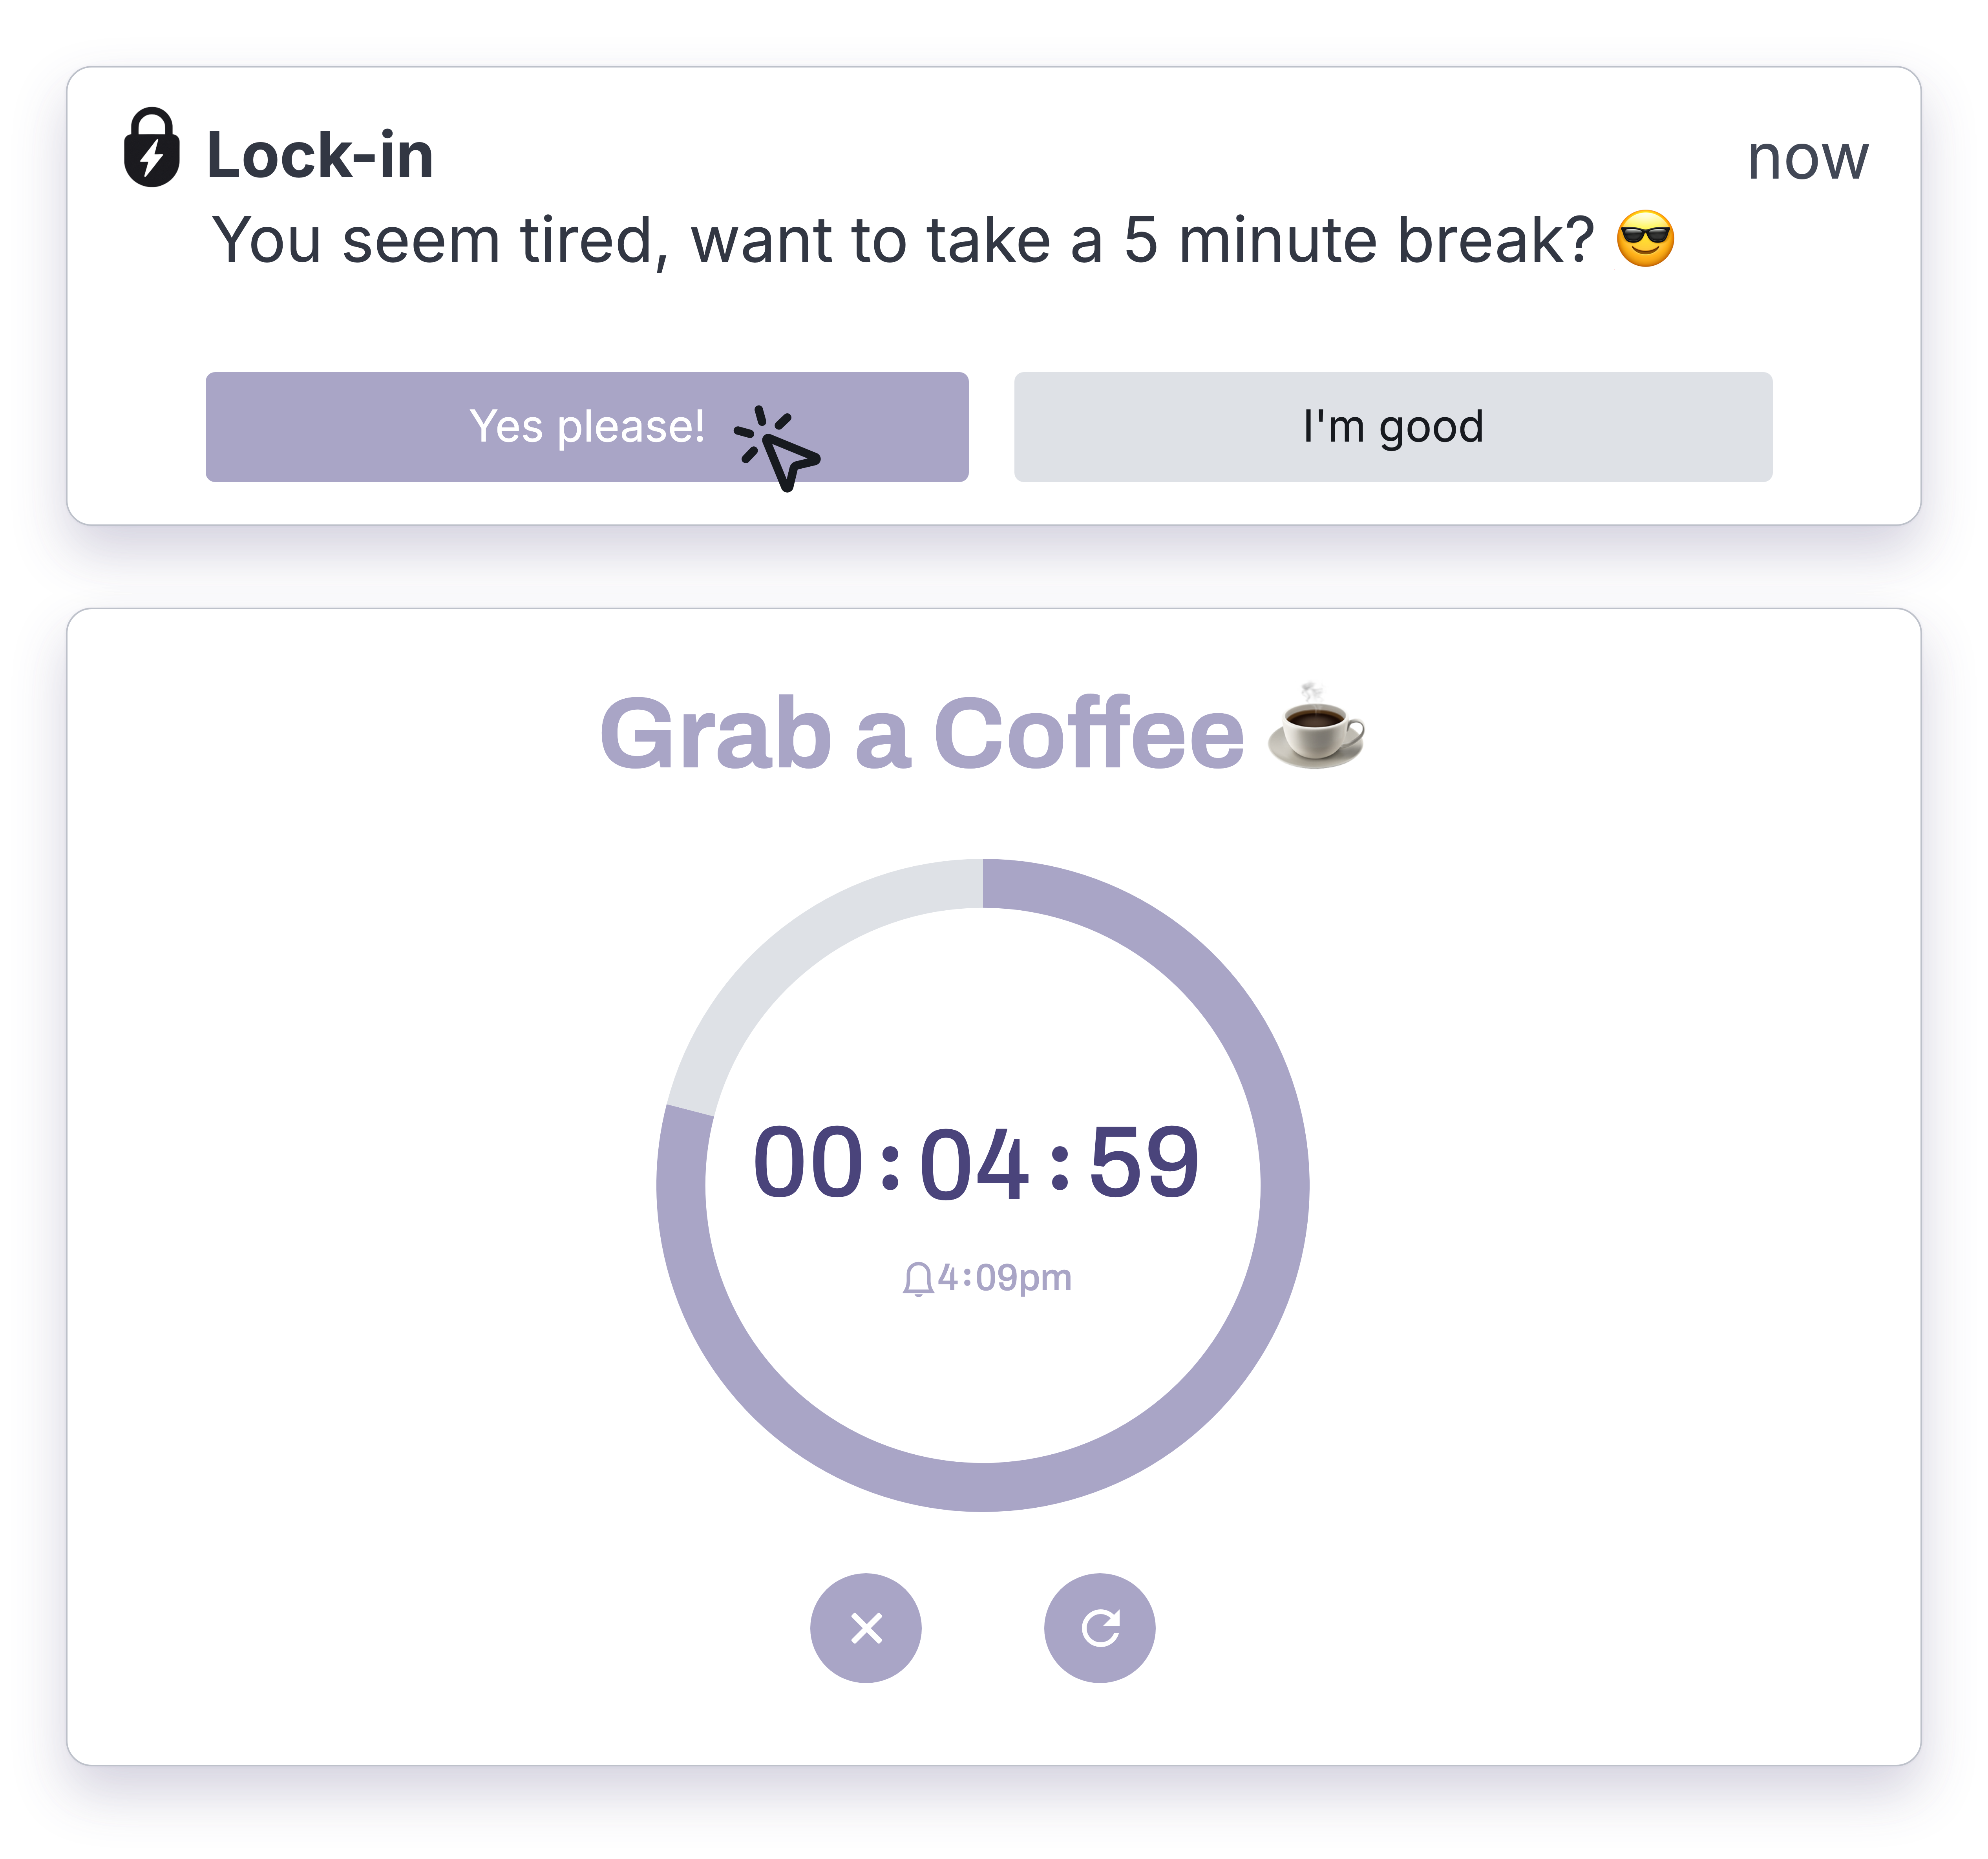 Lock-in
now
You seem tired, want to take a 5 minute break? 😎
Yes please!
I'm good
Grab a Coffee ☕
00:04:59
4:09pm